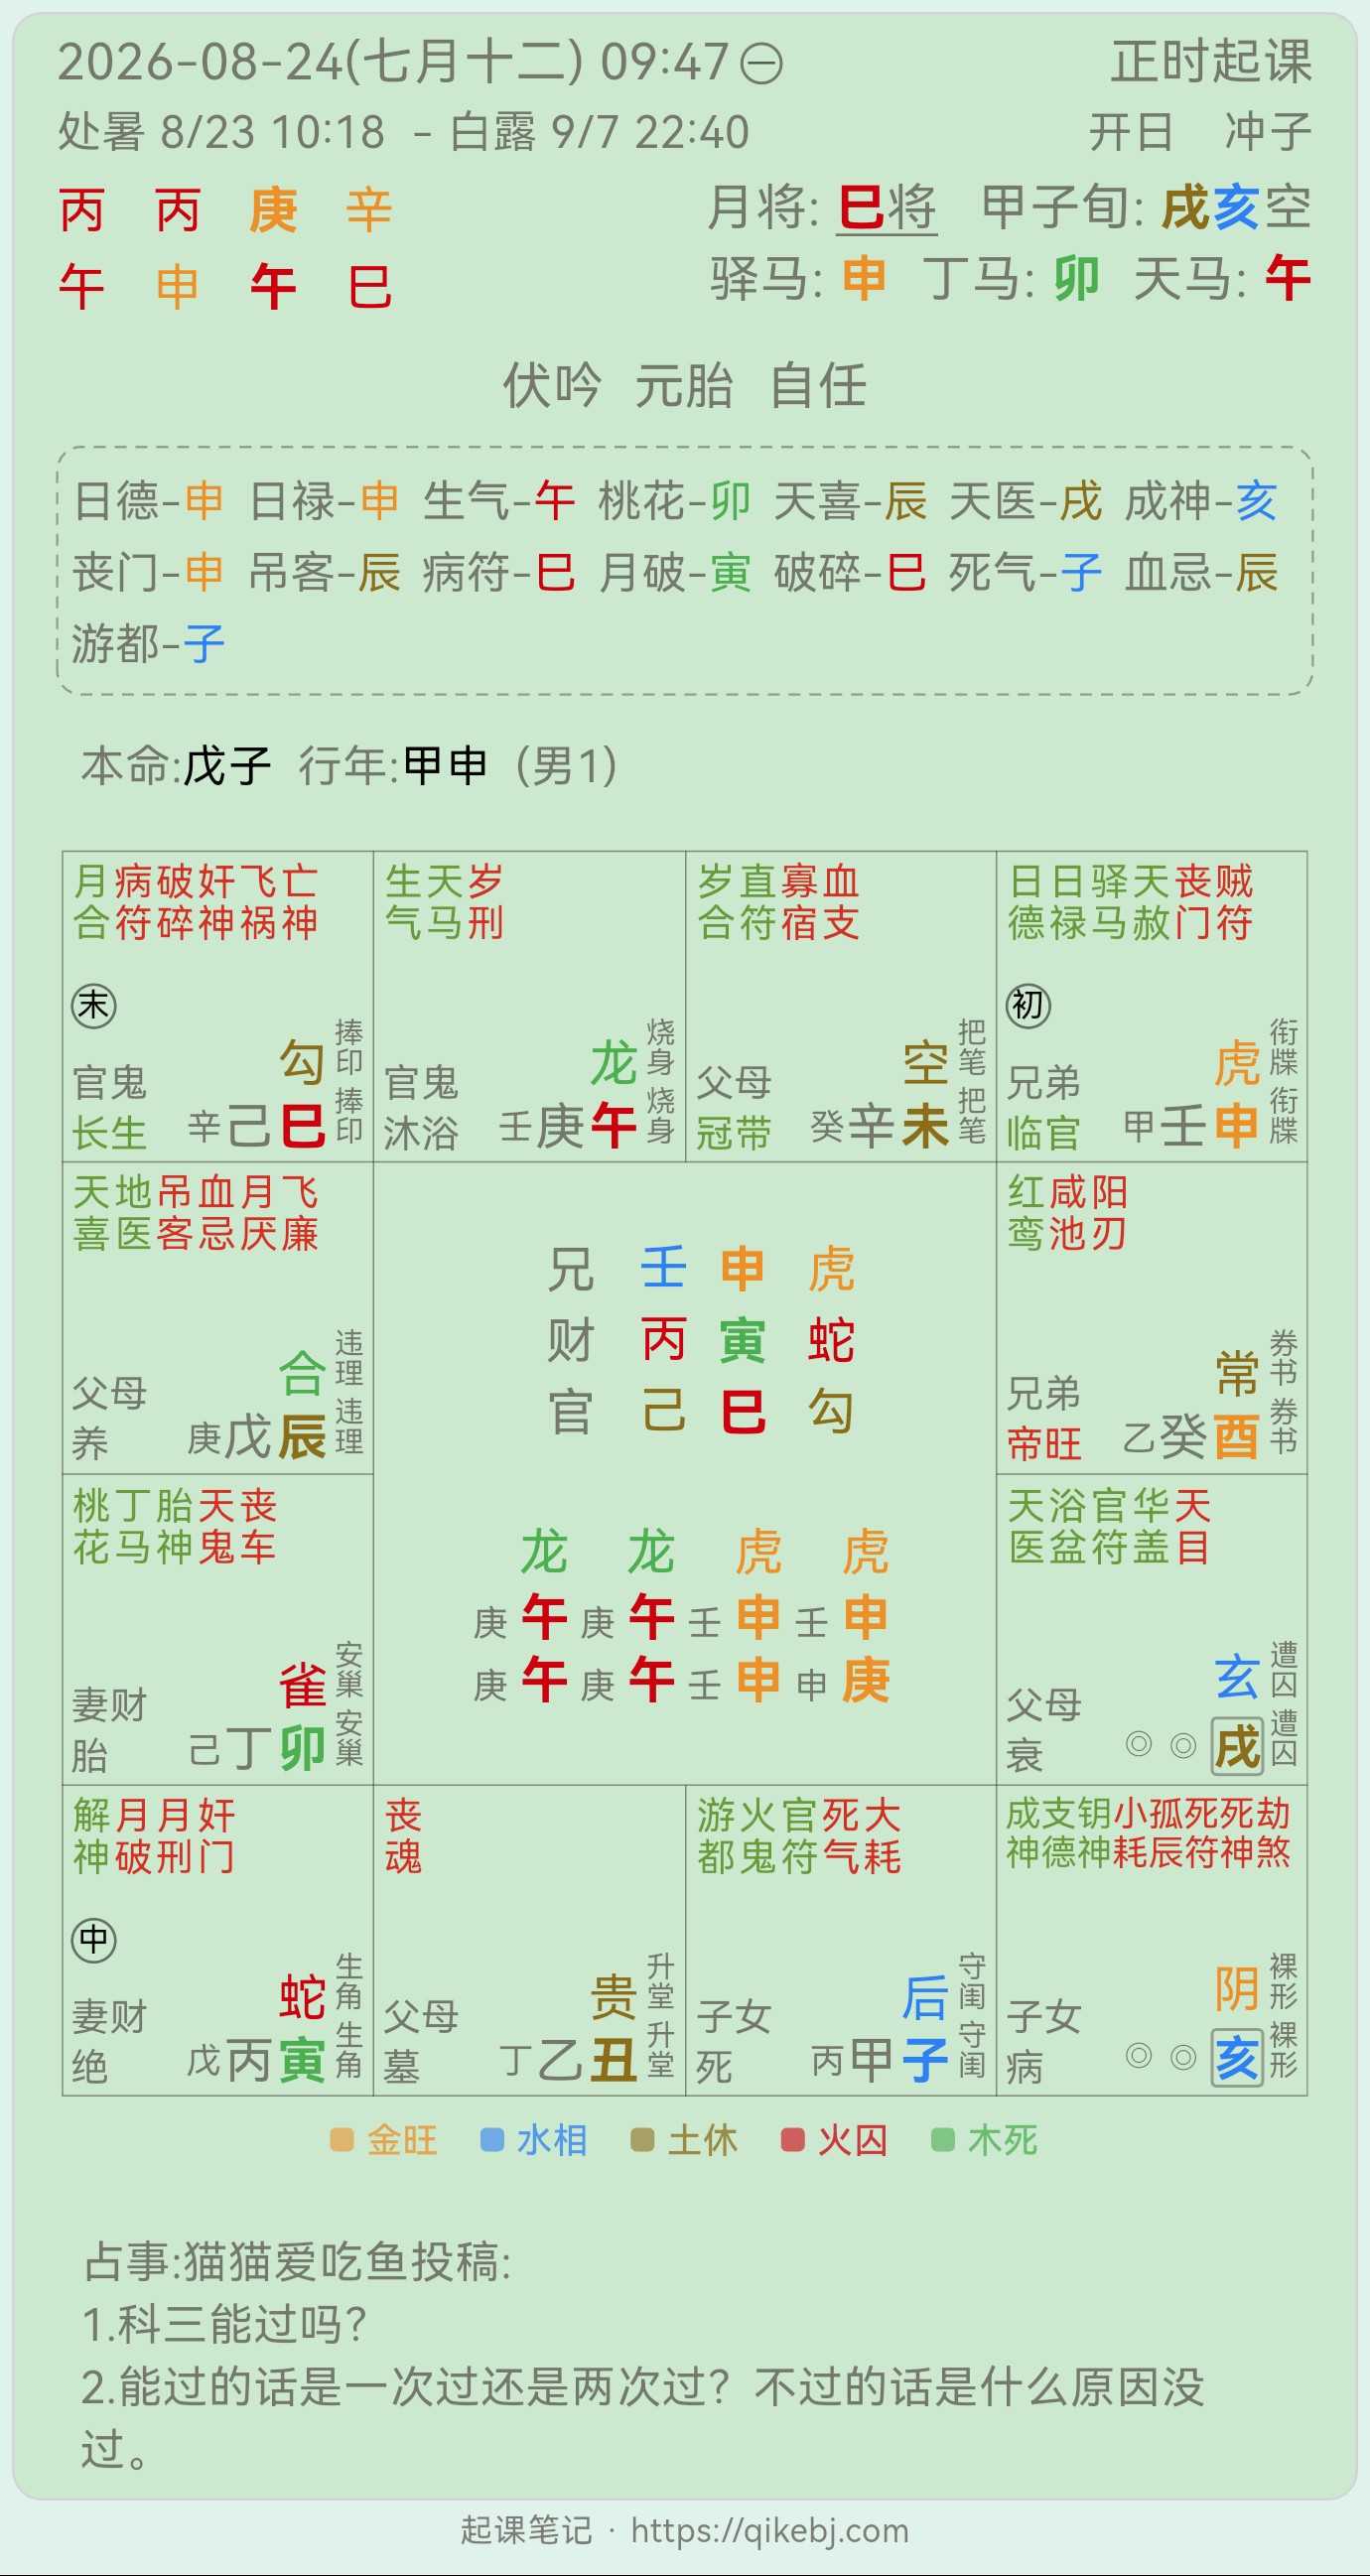 2026-08-24(七月十二) 09:47㊀ 正时起课
处暑 8/23 10:18 - 白露 9/7 22:40 开日 冲子
丙 丙 庚 辛 月将: 巳将 甲子旬: 戌亥空
午 申 午 巳 驿马: 申 丁马: 卯 天马: 午
伏吟 元胎 自任
日德-申 日禄-申 生气-午 桃花-卯 天喜-辰 天医-戌 成神-亥
丧门-申 吊客-辰 病符-巳 月破-寅 破碎-巳 死气-子 血忌-辰
游都-子
本命:戊子 行年:甲申 (男1)
月合 病符 破碎 奸神 飞祸 亡神
末
官鬼 勾 捧印
长生 辛己巳 捧印
生气 天马 岁刑
官鬼 龙 烧身
沐浴 壬庚午 烧身
岁合 直符 寡宿 血支
父母 空 把笔
冠带 癸辛未 把笔
日德 日禄 驿马 天赦 丧门 贼符
初
兄弟 虎 衔牒
临官 甲壬申 衔牒
天喜 地医 吊客 血忌 月厌 飞廉
父母 合 违理
养 庚戊辰 违理
兄 壬 申 虎
财 丙 寅 蛇
官 己 巳 勾
龙 龙 虎 虎
庚午 庚午 壬申 壬申
庚午 庚午 壬申 申庚
红鸾 咸池 阳刃
兄弟 常 券书
帝旺 乙癸酉 券书
桃花 丁马 胎神 天鬼 丧车
妻财 雀 安巢
胎 己丁卯 安巢
天医 浴盆 官符 华盖 天目
父母 玄 遭囚
衰 ◎ ◎ 戌 遭囚
解神 月破 月刑 奸门
中
妻财 蛇 生角
绝 戊丙寅 生角
丧魂
父母 贵 升堂
墓 丁乙丑 升堂
游都 火鬼 官符 死气 大耗
子女 后 守闺
死 丙甲子 守闺
成神 支德 钥神 小耗 孤辰 死符 死神 劫煞
子女 阴 裸形
病 ◎ ◎ 亥 裸形
金旺 水相 土休 火囚 木死
占事:猫猫爱吃鱼投稿:
1.科三能过吗?
2.能过的话是一次过还是两次过? 不过的话是什么原因没
过。
起课笔记 · https://qikebj.com